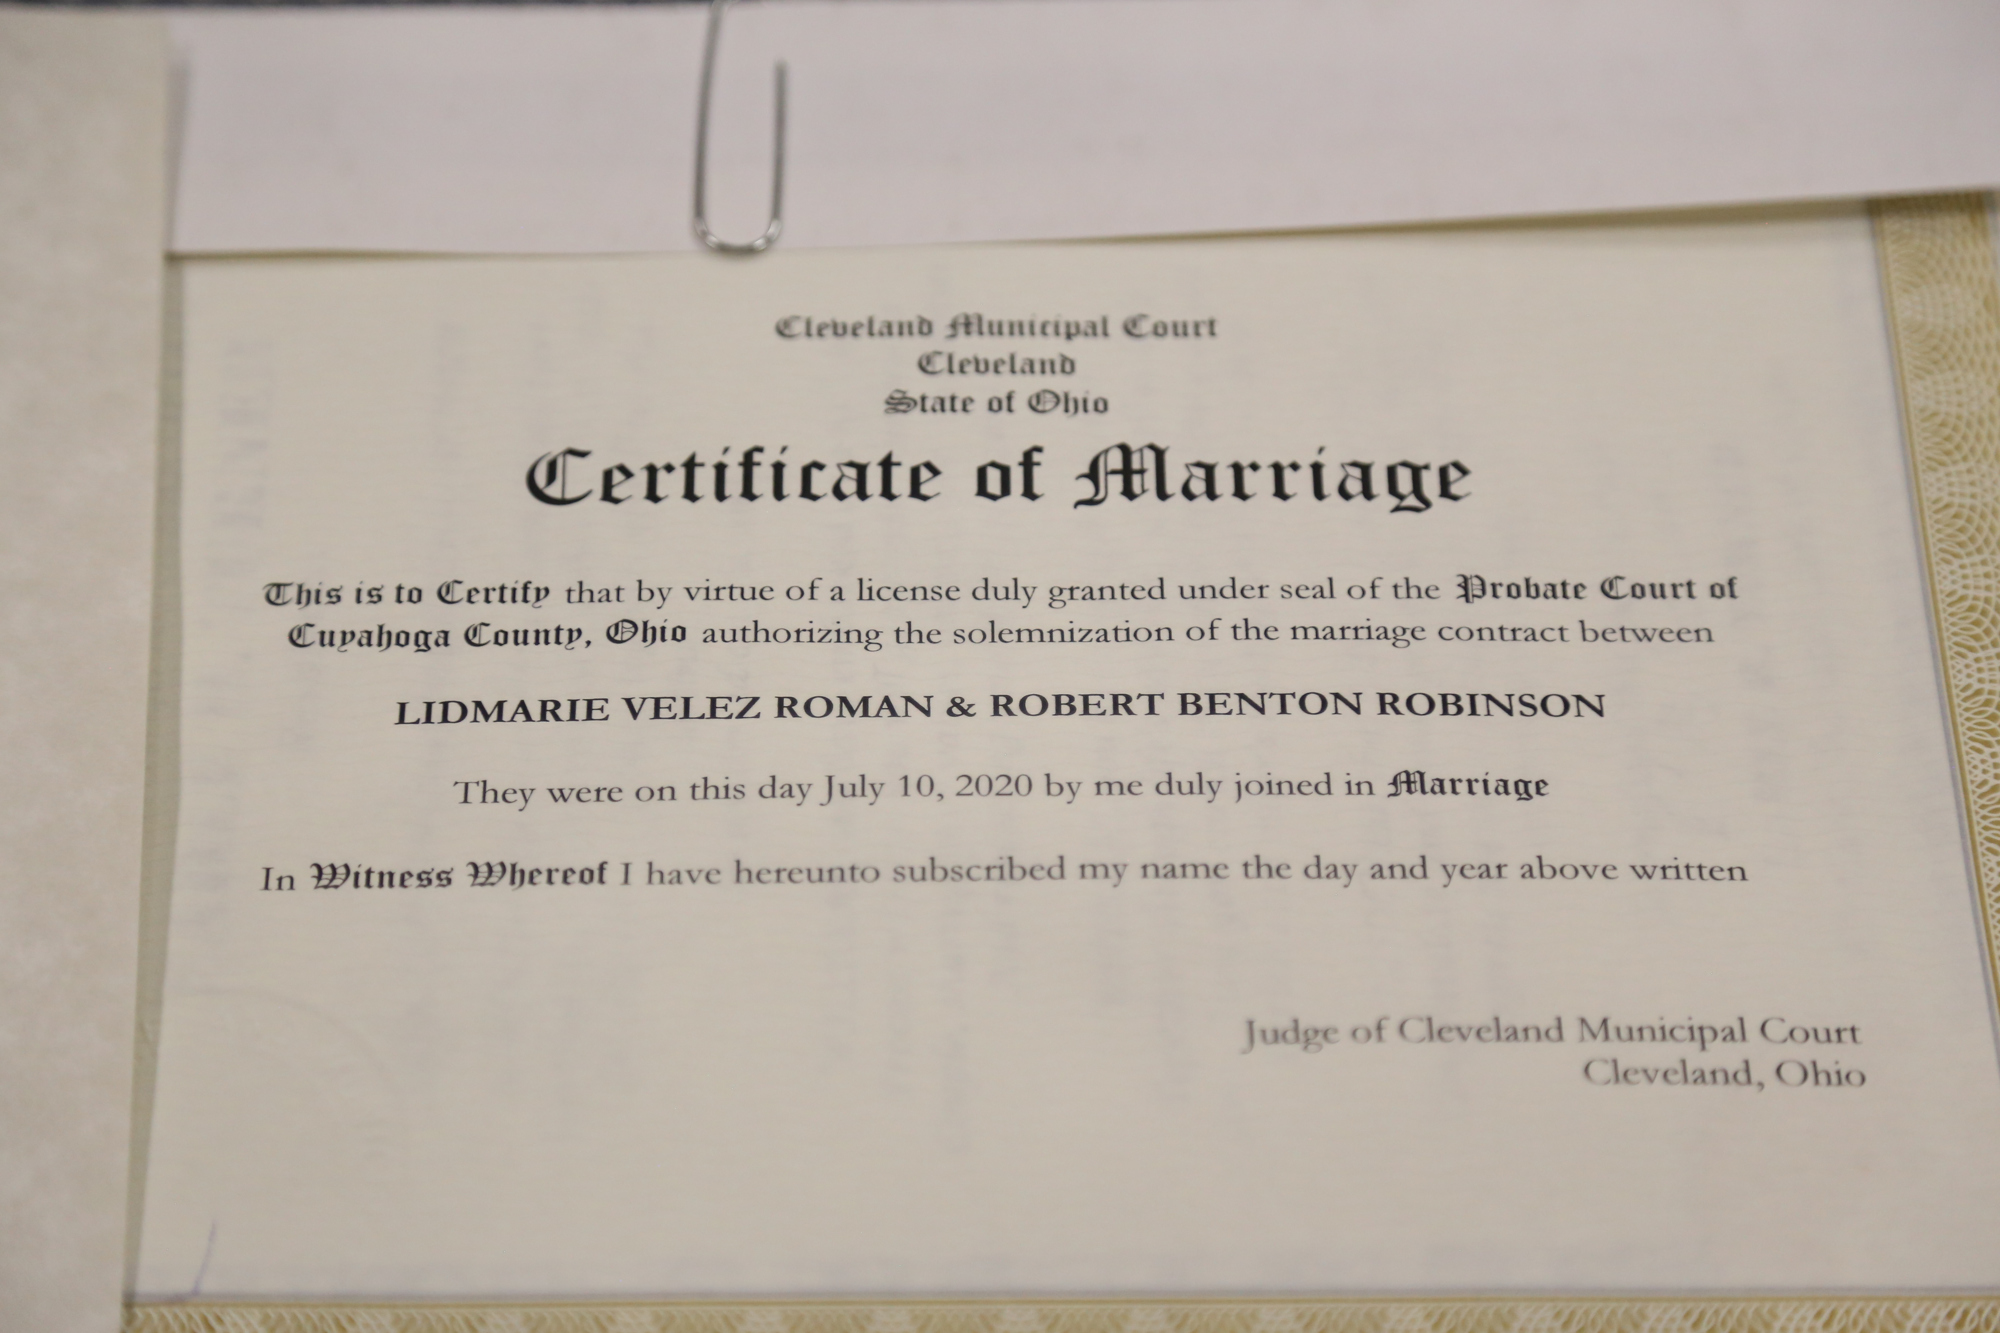 Cleveland Municipal Court
Cleveland
State of Ohio
Certificate of Marriage
This is to Certify that by virtue of a license duly granted under seal of the Probate Court of
Cuyahoga County, Ohio authorizing the solemnization of the marriage contract between
LIDMARIE VELEZ ROMAN & ROBERT BENTON ROBINSON
They were on this day July 10, 2020 by me duly joined in Marriage
In Witness Whereof I have hereunto subscribed my name the day and year above written
Judge of Cleveland Municipal Court
Cleveland, Ohio